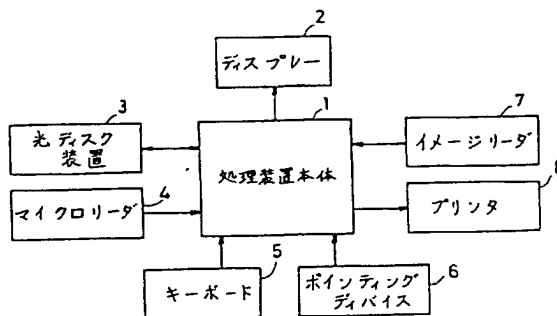 2
ディスプレー
3
1
7
光ディスク
装置
処理装置本体
イメージリーダ
4
8
マイクロリーダ
プリンタ
5
6
キーボード
ポインティング
ディバイス